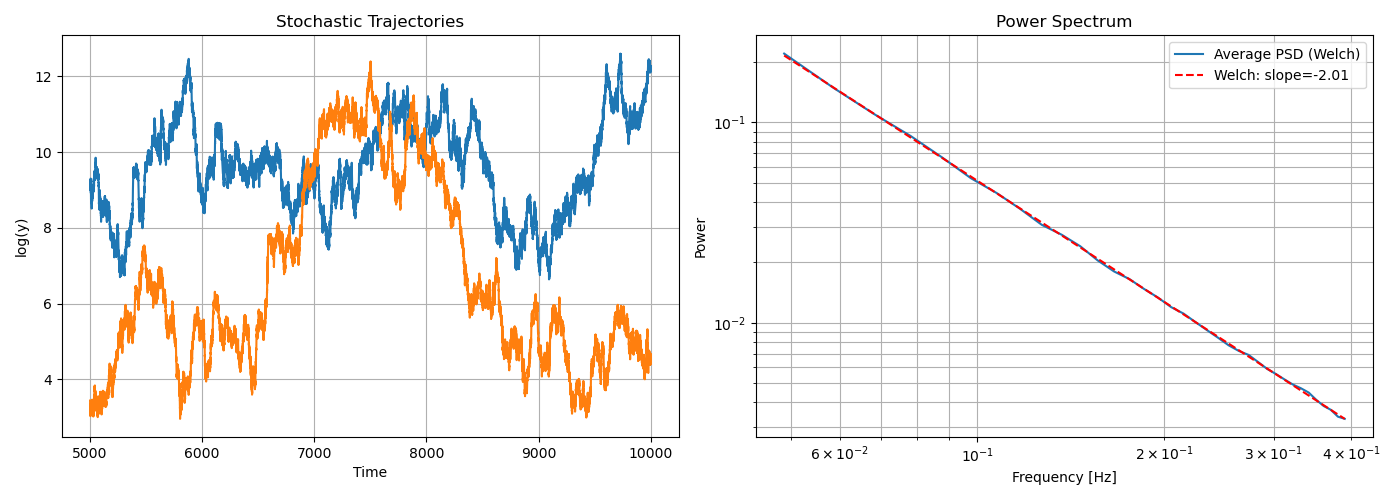 Stochastic Trajectories
log(y)
12
10
8
6
4
5000 6000 7000 8000 9000 10000
Time
Power Spectrum
Average PSD (Welch)
Welch: slope=-2.01
Power
10⁻¹
10⁻²
6 × 10⁻² 10⁻¹ 2 × 10⁻¹ 3 × 10⁻¹ 4 × 10⁻¹
Frequency [Hz]